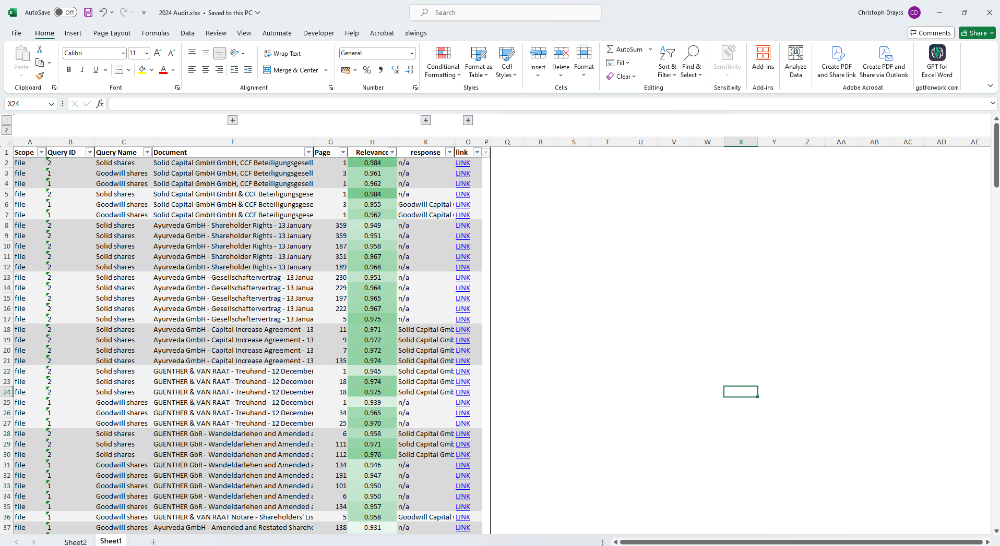 AutoSave Off 2024 Audit.xlsx • Saved to this PC Search Christoph Drayss CD
File Home Insert Page Layout Formulas Data Review View Automate Developer Help Acrobat xlwings Comments Share
Paste Calibri 11 Wrap Text General Conditional Formatting Format as Table Cell Styles Insert Delete Format AutoSum Sort & Filter Find & Select Sensitivity Add-ins Analyze Data Create PDF and Share link Create PDF and Share via Outlook GPT for Excel Word
B I U Merge & Center Fill Clear
Clipboard Font Alignment Number Styles Cells Editing Sensitivity Add-ins Adobe Acrobat gptforwork.com
X24 fx
1
2
A B C F G H K O P Q R S T U V W X Y Z AA AB AC AD AE
1 Scope Query ID Query Name Document Page Relevance response link
2 file 2 Solid shares Solid Capital GmbH GmbH, CCF Beteiligungsgesell 1 0.984 n/a LINK
3 file 1 Goodwill shares Solid Capital GmbH GmbH, CCF Beteiligungsgesell 3 0.961 n/a LINK
4 file 1 Goodwill shares Solid Capital GmbH GmbH, CCF Beteiligungsgesell 1 0.962 n/a LINK
5 file 2 Solid shares Solid Capital GmbH GmbH & CCF Beteiligungsgese 1 0.984 n/a LINK
6 file 1 Goodwill shares Solid Capital GmbH GmbH & CCF Beteiligungsgese 3 0.955 Goodwill Capital LINK
7 file 1 Goodwill shares Solid Capital GmbH GmbH & CCF Beteiligungsgese 1 0.962 Goodwill Capital LINK
8 file 2 Solid shares Ayurveda GmbH - Shareholder Rights - 13 January 359 0.949 n/a LINK
9 file 2 Solid shares Ayurveda GmbH - Shareholder Rights - 13 January 359 0.951 n/a LINK
10 file 2 Solid shares Ayurveda GmbH - Shareholder Rights - 13 January 187 0.958 n/a LINK
11 file 2 Solid shares Ayurveda GmbH - Shareholder Rights - 13 January 351 0.967 n/a LINK
12 file 2 Solid shares Ayurveda GmbH - Shareholder Rights - 13 January 189 0.968 n/a LINK
13 file 2 Solid shares Ayurveda GmbH - Gesellschaftervertrag - 13 Janua 230 0.951 n/a LINK
14 file 2 Solid shares Ayurveda GmbH - Gesellschaftervertrag - 13 Janua 229 0.964 n/a LINK
15 file 2 Solid shares Ayurveda GmbH - Gesellschaftervertrag - 13 Janua 197 0.965 n/a LINK
16 file 2 Solid shares Ayurveda GmbH - Gesellschaftervertrag - 13 Janua 222 0.967 n/a LINK
17 file 2 Solid shares Ayurveda GmbH - Gesellschaftervertrag - 13 Janua 5 0.975 n/a LINK
18 file 2 Solid shares Ayurveda GmbH - Capital Increase Agreement - 13 11 0.971 Solid Capital Gmb LINK
19 file 2 Solid shares Ayurveda GmbH - Capital Increase Agreement - 13 9 0.972 Solid Capital Gmb LINK
20 file 2 Solid shares Ayurveda GmbH - Capital Increase Agreement - 13 7 0.972 Solid Capital Gmb LINK
21 file 2 Solid shares Ayurveda GmbH - Capital Increase Agreement - 13 135 0.974 Solid Capital Gmb LINK
22 file 2 Solid shares GUENTHER & VAN RAAT - Treuhand - 12 December 1 0.945 Solid Capital Gmb LINK
23 file 2 Solid shares GUENTHER & VAN RAAT - Treuhand - 12 December 18 0.974 Solid Capital Gmb LINK
24 file 2 Solid shares GUENTHER & VAN RAAT - Treuhand - 12 December 18 0.975 Solid Capital Gmb LINK
25 file 1 Goodwill shares GUENTHER & VAN RAAT - Treuhand - 12 December 1 0.939 n/a LINK
26 file 1 Goodwill shares GUENTHER & VAN RAAT - Treuhand - 12 December 34 0.965 n/a LINK
27 file 1 Goodwill shares GUENTHER & VAN RAAT - Treuhand - 12 December 25 0.970 n/a LINK
28 file 2 Solid shares GUENTHER GbR - Wandeldarlehen and Amended a 6 0.958 Solid Capital Gmb LINK
29 file 2 Solid shares GUENTHER GbR - Wandeldarlehen and Amended a 111 0.971 Solid Capital Gmb LINK
30 file 2 Solid shares GUENTHER GbR - Wandeldarlehen and Amended a 112 0.976 Solid Capital Gmb LINK
31 file 1 Goodwill shares GUENTHER GbR - Wandeldarlehen and Amended a 134 0.946 n/a LINK
32 file 1 Goodwill shares GUENTHER GbR - Wandeldarlehen and Amended a 191 0.947 n/a LINK
33 file 1 Goodwill shares GUENTHER GbR - Wandeldarlehen and Amended a 101 0.950 n/a LINK
34 file 1 Goodwill shares GUENTHER GbR - Wandeldarlehen and Amended a 6 0.950 n/a LINK
35 file 1 Goodwill shares GUENTHER GbR - Wandeldarlehen and Amended a 134 0.957 n/a LINK
36 file 1 Goodwill shares GUENTHER & VAN RAAT Notare - Shareholders' Lis 5 0.958 Goodwill Capital LINK
37 file 1 Goodwill shares Ayurveda GmbH - Amended and Restated Shareho 138 0.931 n/a LINK
Sheet2 Sheet1